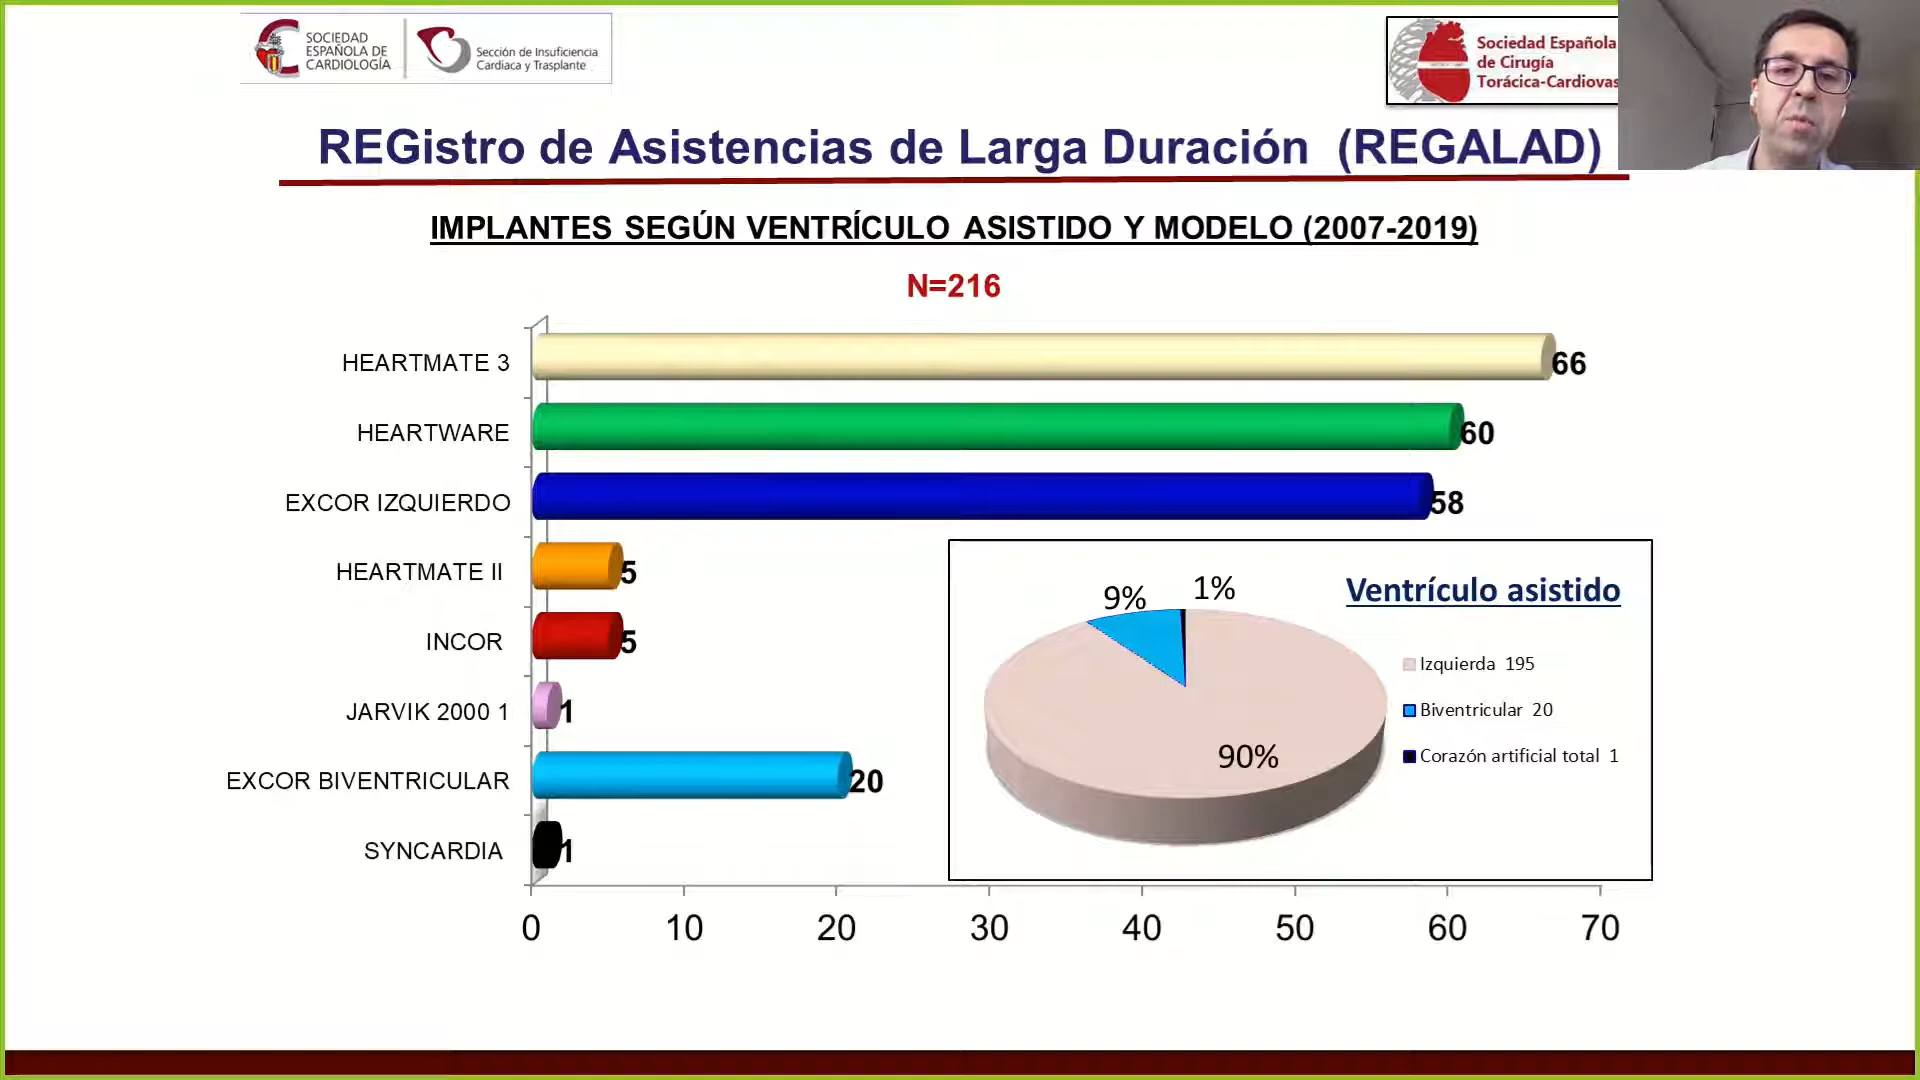 SOCIEDAD
ESPAÑOLA DE
CARDIOLOGÍA
Sección de Insuficiencia
Cardiaca y Trasplante
Sociedad Española
de Cirugía
Torácica-Cardiovas
REGistro de Asistencias de Larga Duración (REGALAD)
IMPLANTES SEGÚN VENTRÍCULO ASISTIDO Y MODELO (2007-2019)
N=216
HEARTMATE 3 66
HEARTWARE 60
EXCOR IZQUIERDO 58
HEARTMATE II 5
INCOR 5
JARVIK 2000 1 1
EXCOR BIVENTRICULAR 20
SYNCARDIA 1
0 10 20 30 40 50 60 70
Ventrículo asistido
9% 1%
90%
Izquierda 195
Biventricular 20
Corazón artificial total 1